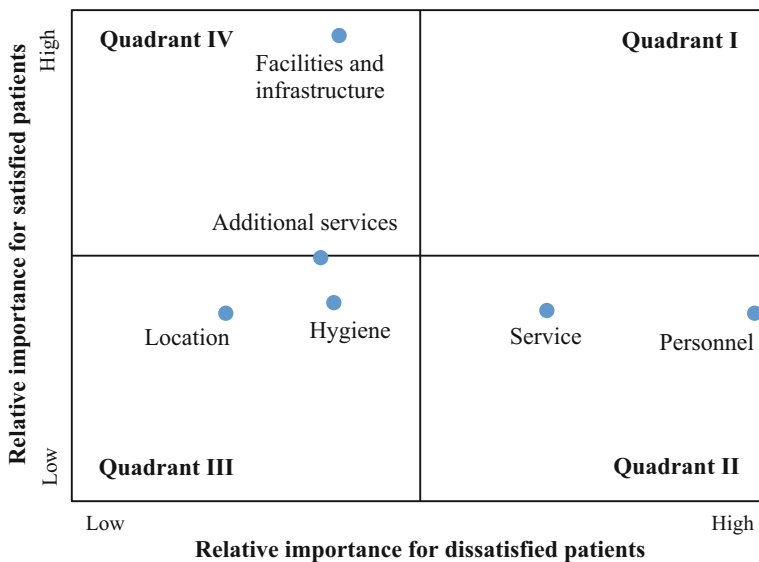 Quadrant IV
Quadrant I
Facilities and
infrastructure
Additional services
Location
Hygiene
Service
Personnel
Quadrant III
Quadrant II
High
Low
Relative importance for satisfied patients
Low
High
Relative importance for dissatisfied patients